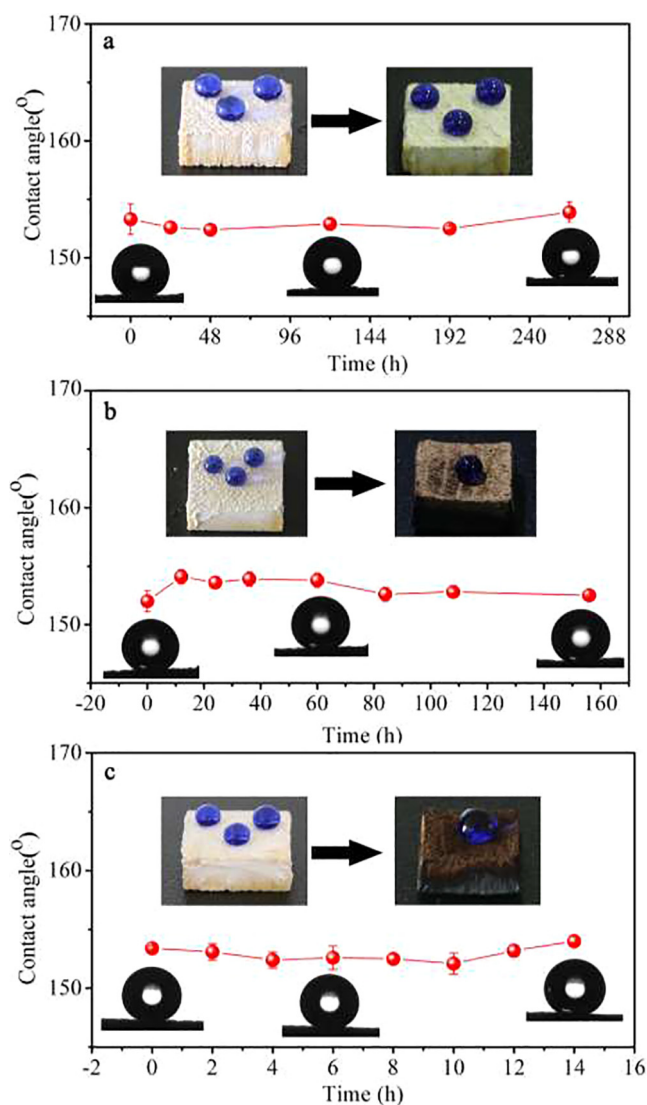 a
170
160
150
Contact angle(°)
0 48 96 144 192 240 288
Time (h)
b
170
160
150
Contact angle(°)
-20 0 20 40 60 80 100 120 140 160
Time (h)
c
170
160
150
Contact angle(°)
-2 0 2 4 6 8 10 12 14 16
Time (h)